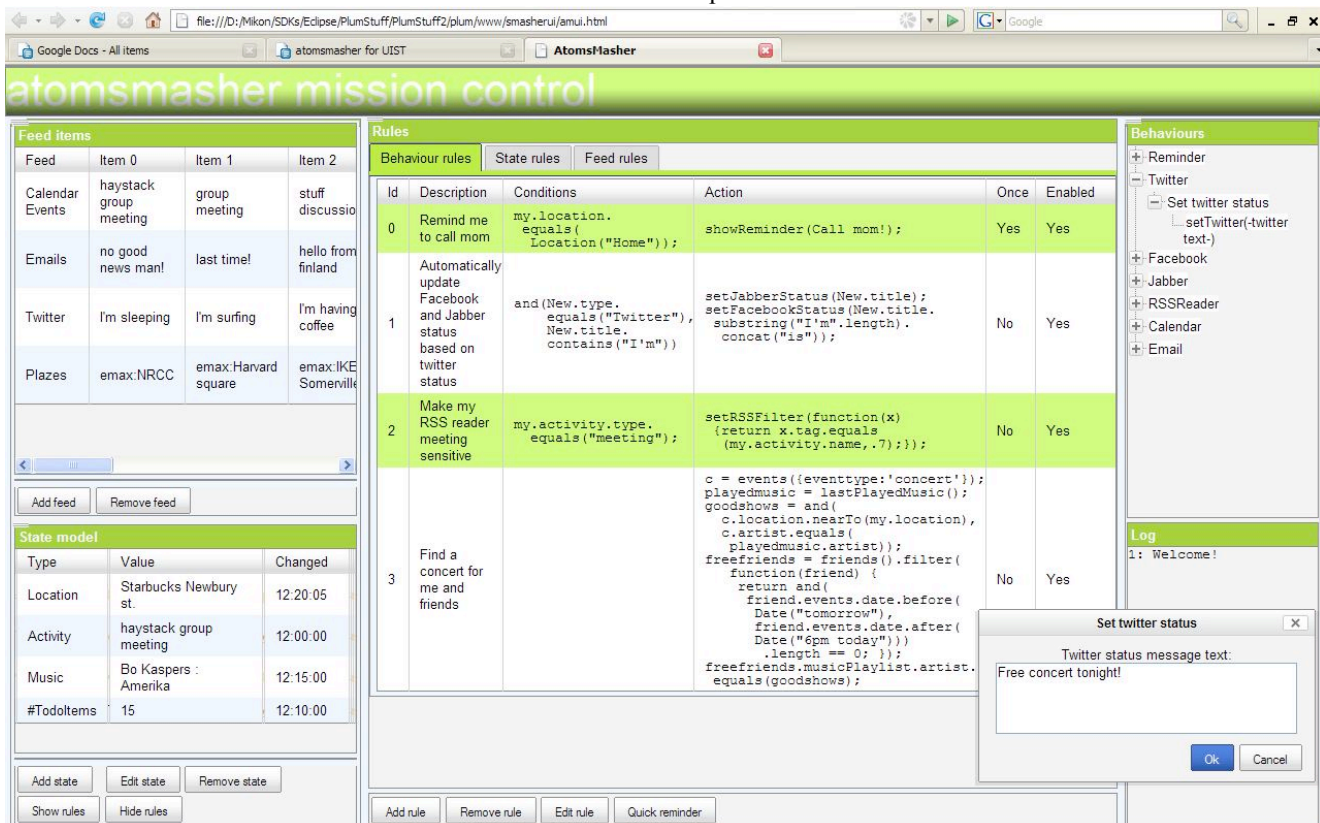 file:///D:/Mikon/SDKs/Eclipse/PlumStuff/PlumStuff2/plum/www/smasherui/amui.html
Google
Google Docs - All items
atomsmasher for UIST
AtomsMasher
atomsmasher mission control
Feed items
Feed Item 0 Item 1 Item 2
Calendar Events
haystack group meeting
group meeting
stuff discussio
Emails
no good news man!
last time!
hello from finland
Twitter
I'm sleeping
I'm surfing
I'm having coffee
Plazes
emax:NRCC
emax:Harvard square
emax:IKE Somerville
Add feed Remove feed
State model
Type Value Changed
Location
Starbucks Newbury st.
12:20:05
Activity
haystack group meeting
12:00:00
Music
Bo Kaspers : Amerika
12:15:00
#TodoItems 15 12:10:00
Add state Edit state Remove state
Show rules Hide rules
Rules
Behaviour rules State rules Feed rules
Id Description Conditions Action Once Enabled
0
Remind me
to call mom
my.location.
equals(
Location("Home"));
showReminder(Call mom!);
Yes Yes
1
Automatically
update
Facebook
and Jabber
status
based on
twitter
status
and(New.type.
equals("Twitter"),
New.title.
contains("I'm"))
setJabberStatus(New.title);
setFacebookStatus(New.title.
substring("I'm".length).
concat("is"));
No Yes
2
Make my
RSS reader
meeting
sensitive
my.activity.type.
equals("meeting");
setRSSFilter(function(x)
{return x.tag.equals
(my.activity.name,.7);});
No Yes
3
Find a
concert for
me and
friends
c = events({eventtype:'concert'});
playedmusic = lastPlayedMusic();
goodshows = and(
c.location.nearTo(my.location),
c.artist.equals(
playedmusic.artist));
freefriends = friends().filter(
function(friend) {
return and(
friend.events.date.before(
Date("tomorrow"),
friend.events.date.after(
Date("6pm today")))
.length == 0; });
freefriends.musicPlaylist.artist.
equals(goodshows);
No Yes
Add rule Remove rule Edit rule Quick reminder
Behaviours
Reminder
Twitter
Set twitter status
setTwitter(-twitter
text-)
Facebook
Jabber
RSSReader
Calendar
Email
Log
1: Welcome!
Set twitter status
Twitter status message text:
Free concert tonight!
Ok Cancel